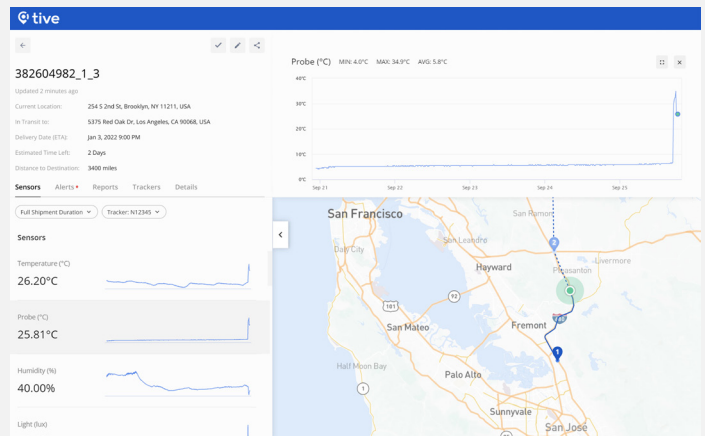 tive
382604982_1_3
Updated 2 minutes ago
Current Location: 254 S 2nd St, Brooklyn, NY 11211, USA
In Transit to: 5375 Red Oak Dr, Los Angeles, CA 90068, USA
Delivery Date (ETA): Jan 3, 2022 9:00 PM
Estimated Time Left: 2 Days
Distance to Destination: 3400 miles
Sensors Alerts Reports Trackers Details
Full Shipment Duration Tracker: N12345
Sensors
Temperature (°C)
26.20°C
Probe (°C)
25.81°C
Humidity (%)
40.00%
Light (lux)
Probe (°C) MIN: 4.0°C MAX: 34.9°C AVG: 5.8°C
40°C
30°C
20°C
10°C
0°C
Sep 21 Sep 22 Sep 23 Sep 24 Sep 25
San Francisco
San Ramon
Daly City
San Leandro
2
Livermore
Hayward
Pleasanton
92
101
San Mateo
Fremont
1
Half Moon Bay
Palo Alto
1
Sunnyvale
San Jose